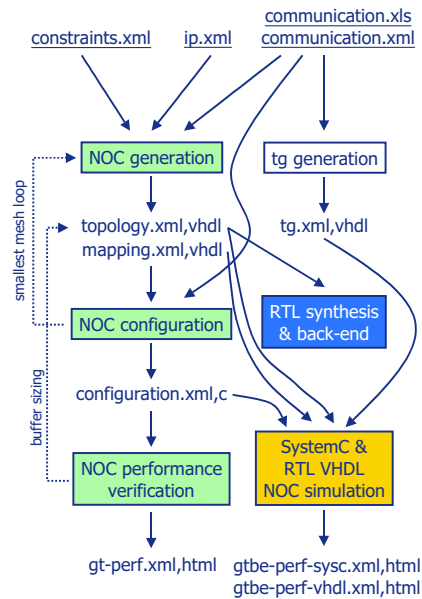 communication.xls
constraints.xml
ip.xml
communication.xml
NOC generation
tg generation
smallest mesh loop
topology.xml,vhdl
mapping.xml,vhdl
tg.xml,vhdl
NOC configuration
RTL synthesis
& back-end
buffer sizing
configuration.xml,c
NOC performance
verification
SystemC &
RTL VHDL
NOC simulation
gt-perf.xml,html
gtbe-perf-sysc.xml,html
gtbe-perf-vhdl.xml,html